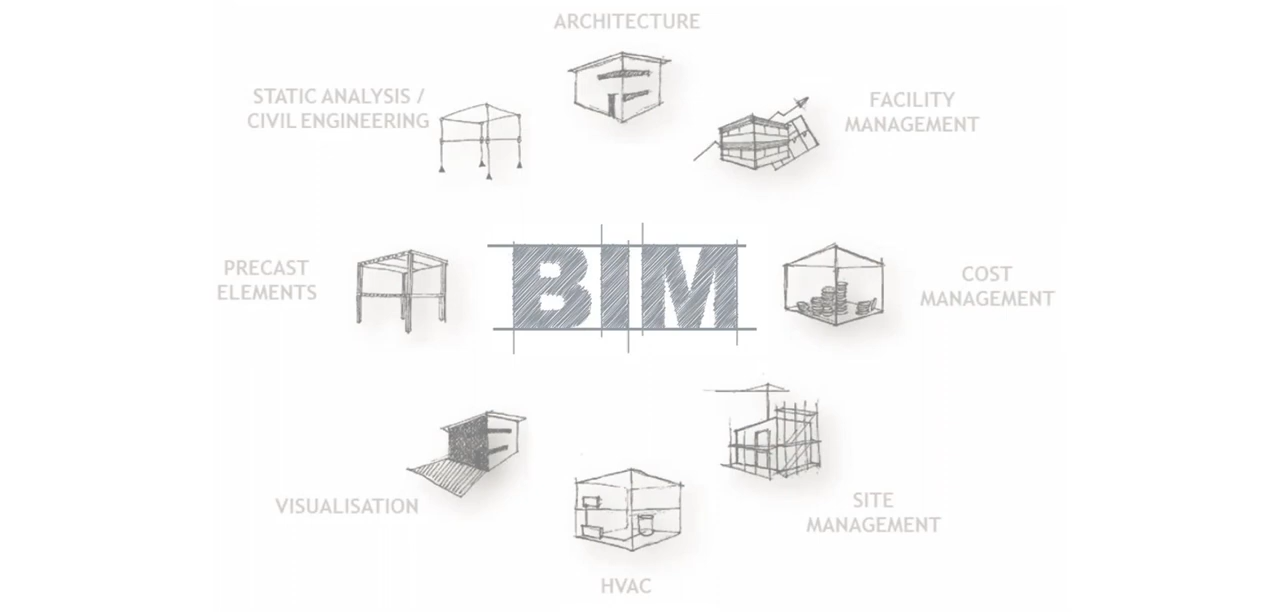 ARCHITECTURE
STATIC ANALYSIS /
CIVIL ENGINEERING
FACILITY
MANAGEMENT
PRECAST
ELEMENTS
BIM
COST
MANAGEMENT
VISUALISATION
SITE
MANAGEMENT
HVAC